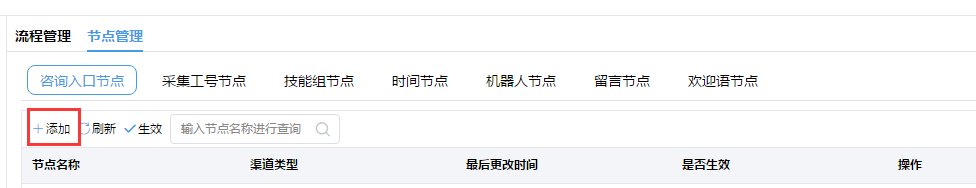 流程管理 节点管理
咨询入口节点 采集工号节点 技能组节点 时间节点 机器人节点 留言节点 欢迎语节点
添加 刷新 生效 输入节点名称进行查询
节点名称 渠道类型 最后更改时间 是否生效 操作